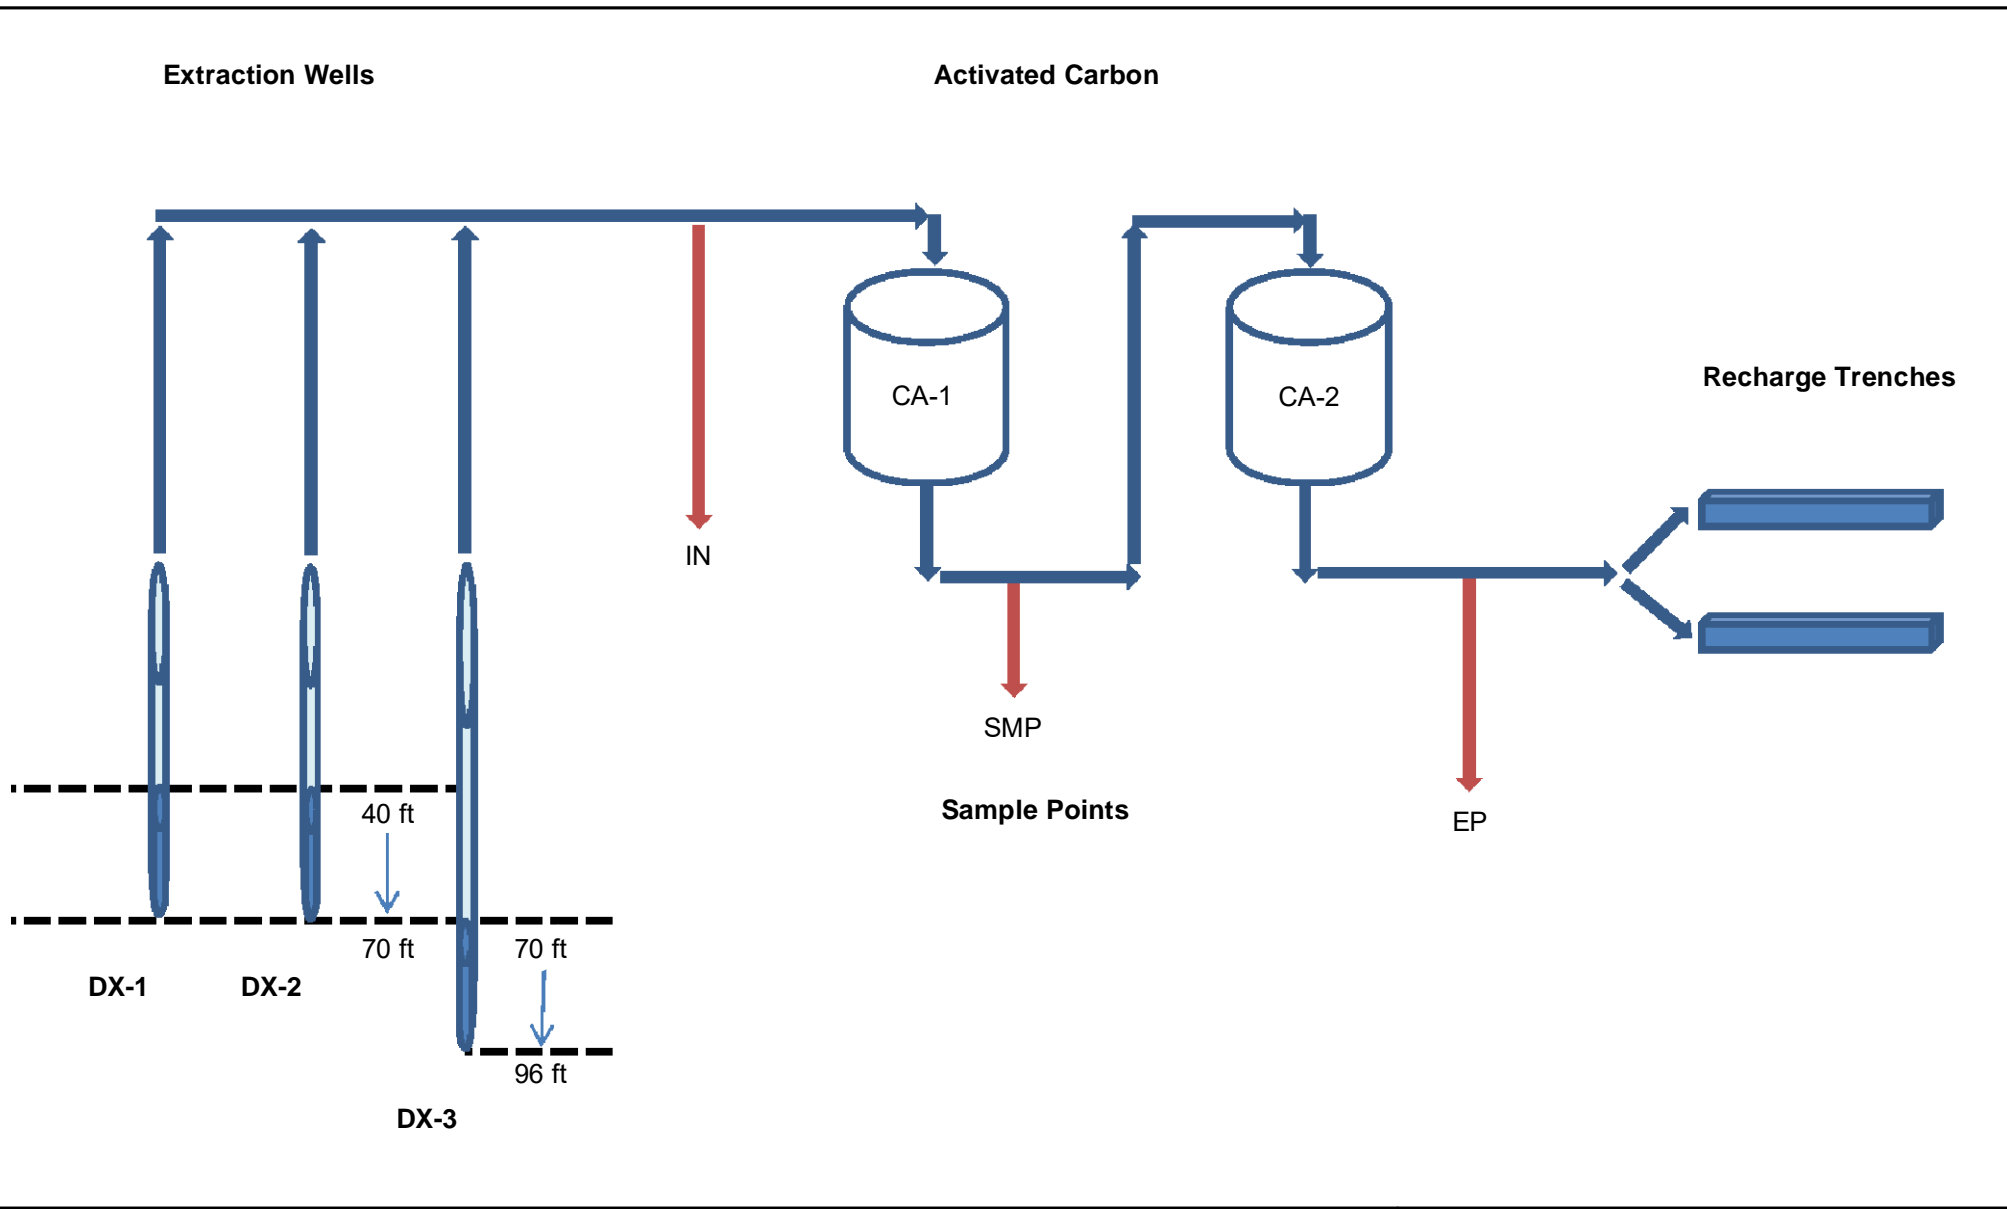 Extraction Wells
Activated Carbon
CA-1
CA-2
Recharge Trenches
IN
SMP
Sample Points
EP
40 ft
70 ft
70 ft
96 ft
DX-1
DX-2
DX-3